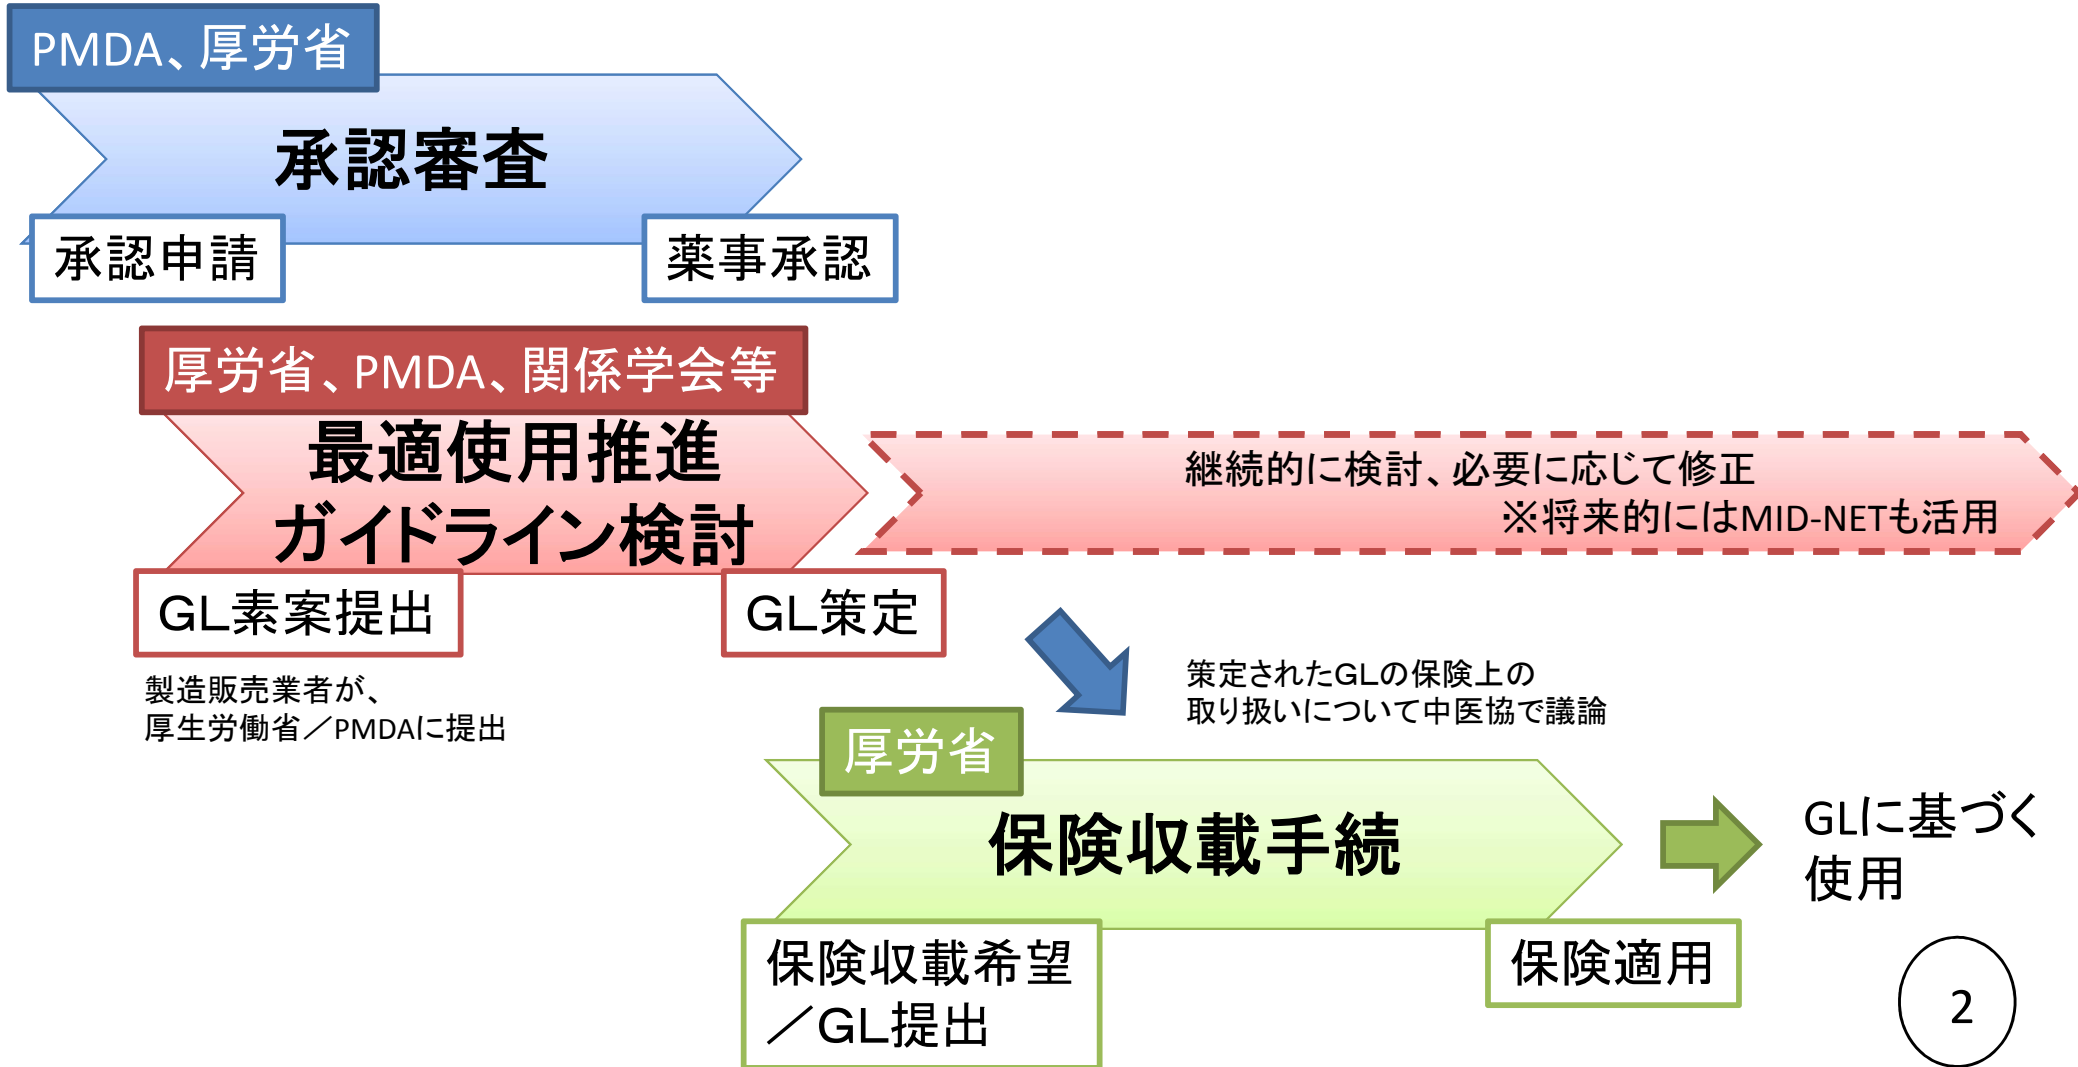 PMDA、厚労省
承認審査
承認申請
薬事承認
厚労省、PMDA、関係学会等
最適使用推進
ガイドライン検討
継続的に検討、必要に応じて修正
※将来的にはMID-NETも活用
GL素案提出
GL策定
製造販売業者が、
厚生労働省／PMDAに提出
策定されたGLの保険上の
取り扱いについて中医協で議論
厚労省
保険収載手続
GLに基づく
使用
保険収載希望
／GL提出
保険適用
2